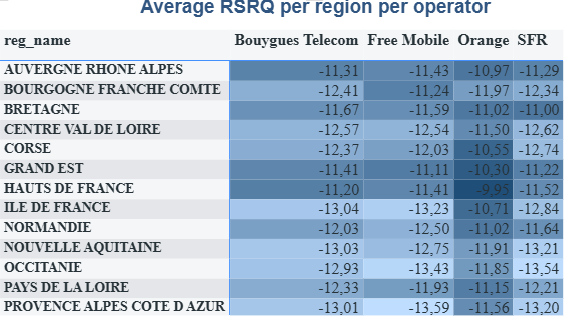 Average RSRQ per region per operator
reg_name Bouygues Telecom Free Mobile Orange SFR
AUVERGNE RHONE ALPES -11,31 -11,43 -10,97 -11,29
BOURGOGNE FRANCHE COMTE -12,41 -11,24 -11,97 -12,34
BRETAGNE -11,67 -11,59 -11,02 -11,00
CENTRE VAL DE LOIRE -12,57 -12,54 -11,50 -12,62
CORSE -12,37 -12,03 -10,55 -12,74
GRAND EST -11,41 -11,11 -10,30 -11,22
HAUTS DE FRANCE -11,20 -11,41 -9,95 -11,52
ILE DE FRANCE -13,04 -13,23 -10,71 -12,84
NORMANDIE -12,03 -12,50 -11,02 -11,64
NOUVELLE AQUITAINE -13,03 -12,75 -11,91 -13,21
OCCITANIE -12,93 -13,43 -11,85 -13,54
PAYS DE LA LOIRE -12,33 -11,93 -11,15 -12,21
PROVENCE ALPES COTE D AZUR -13,01 -13,59 -11,56 -13,20